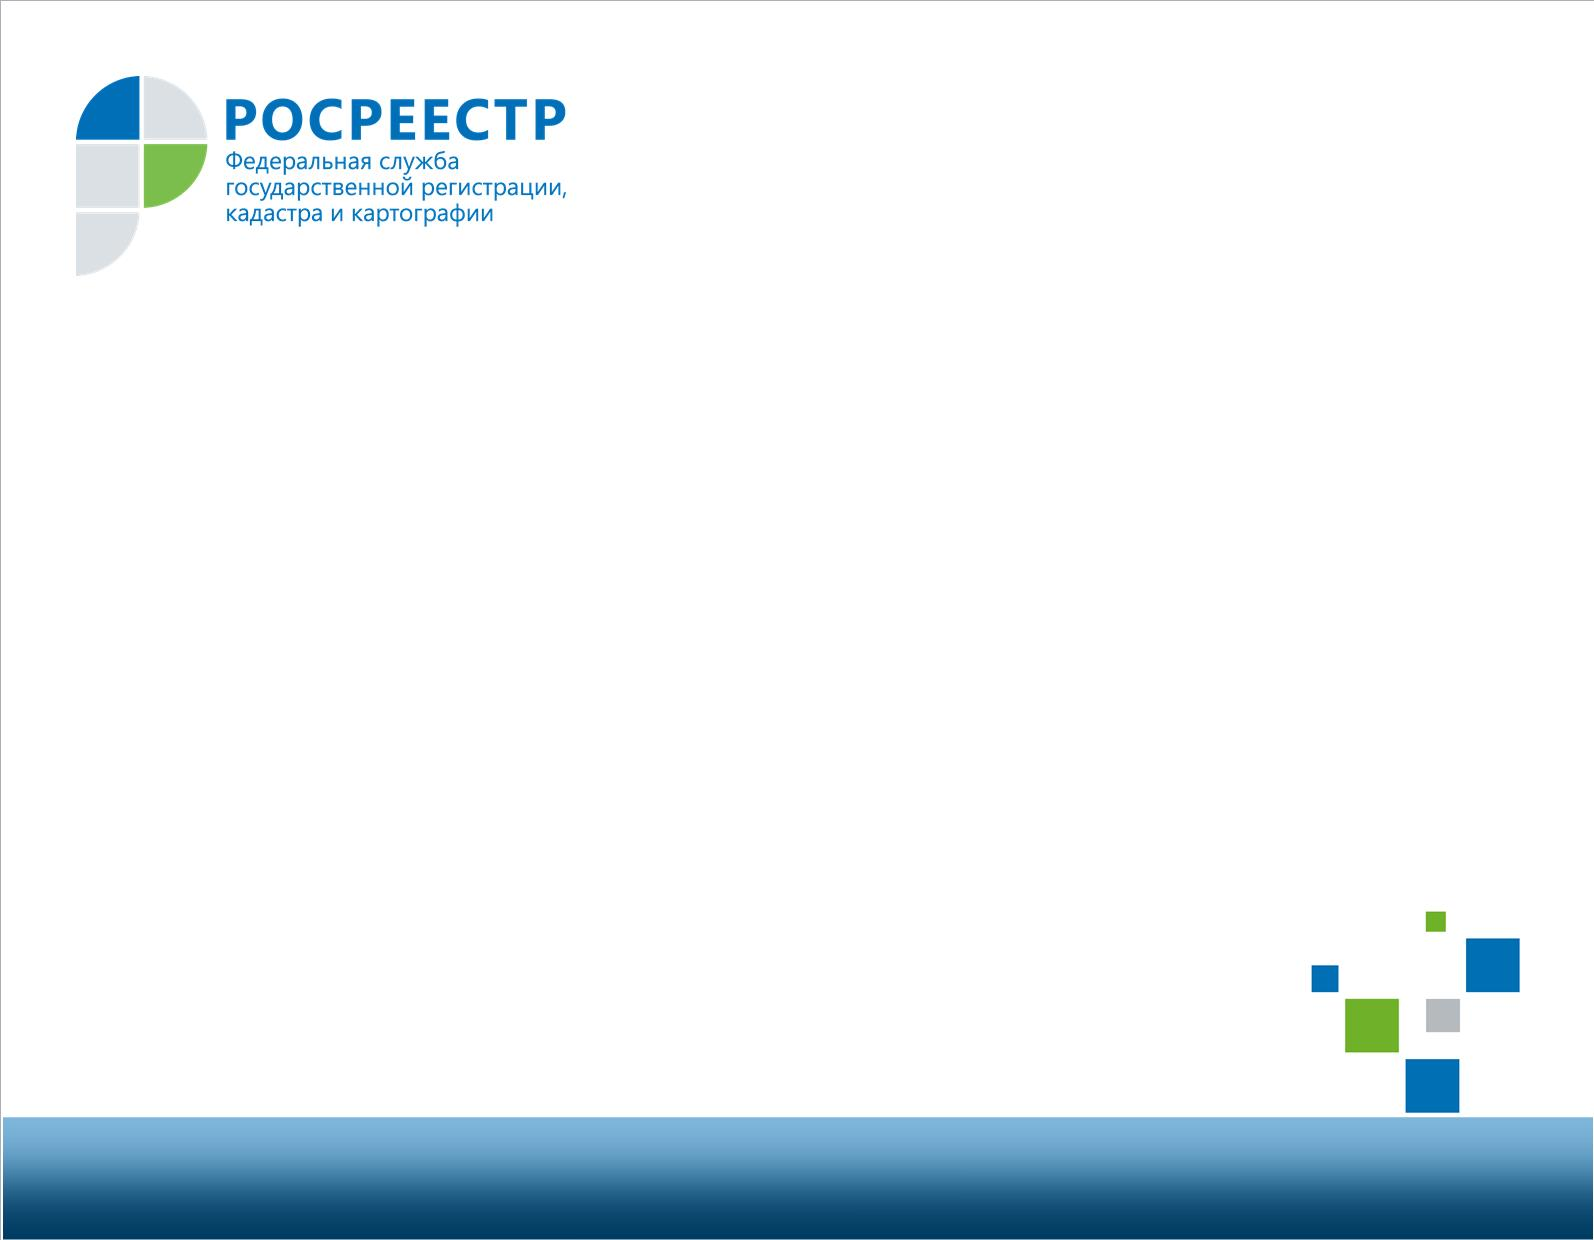 РОСРЕЕСТР
Федеральная служба
государственной регистрации,
кадастра и картографии